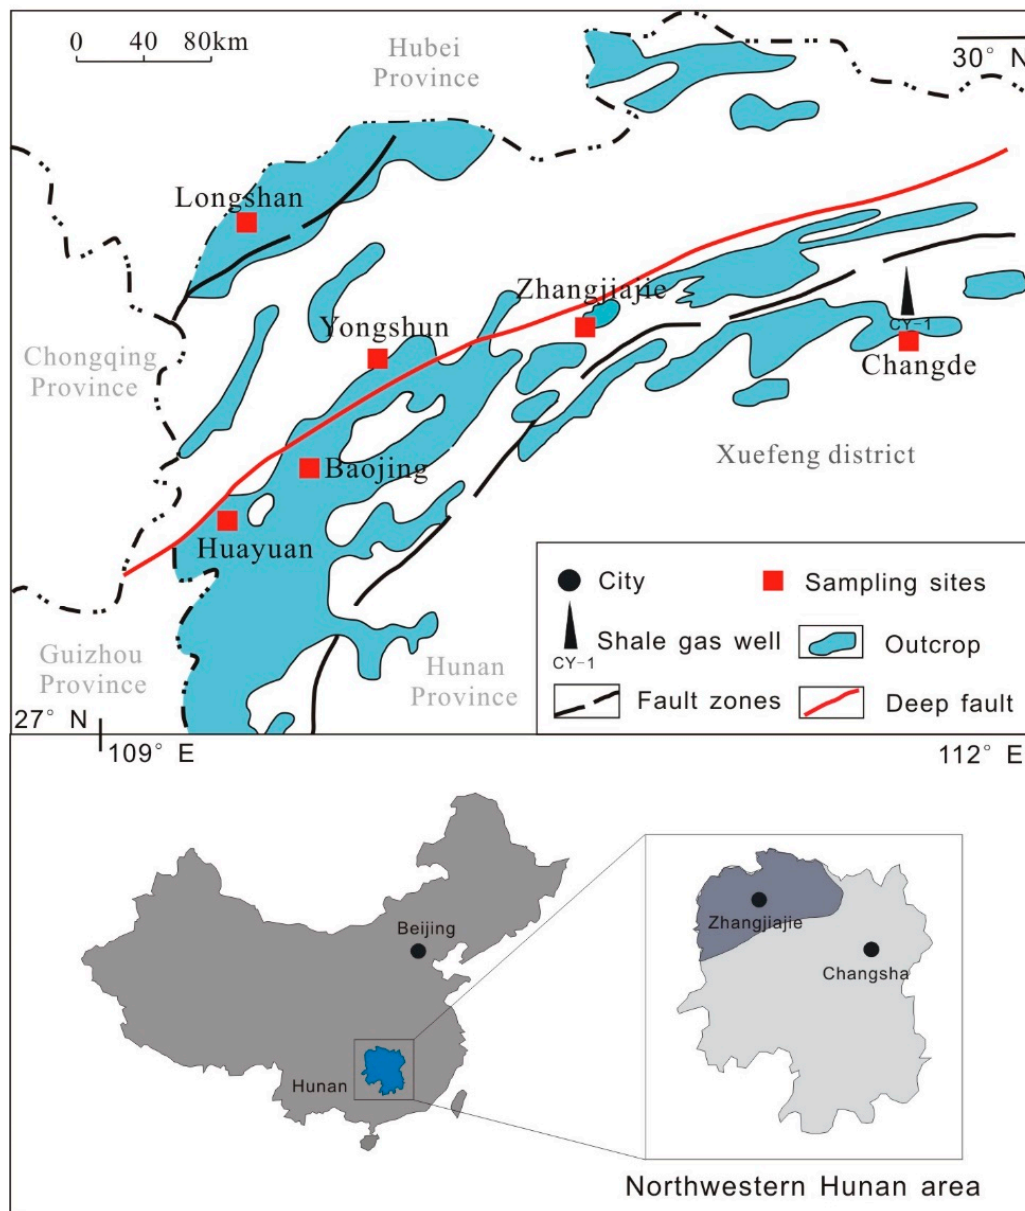 0 40 80km
Hubei
Province
30° N
Longshan
Zhangjiajie
Yongshun
CY-1
Changde
Chongqing
Province
Baojing
Xuefeng district
Huayuan
Guizhou
Province
Hunan
Province
City
Sampling sites
Shale gas well
CY-1
Outcrop
Fault zones
Deep fault
27° N
109° E
112° E
Beijing
Hunan
Zhangjiajie
Changsha
Northwestern Hunan area